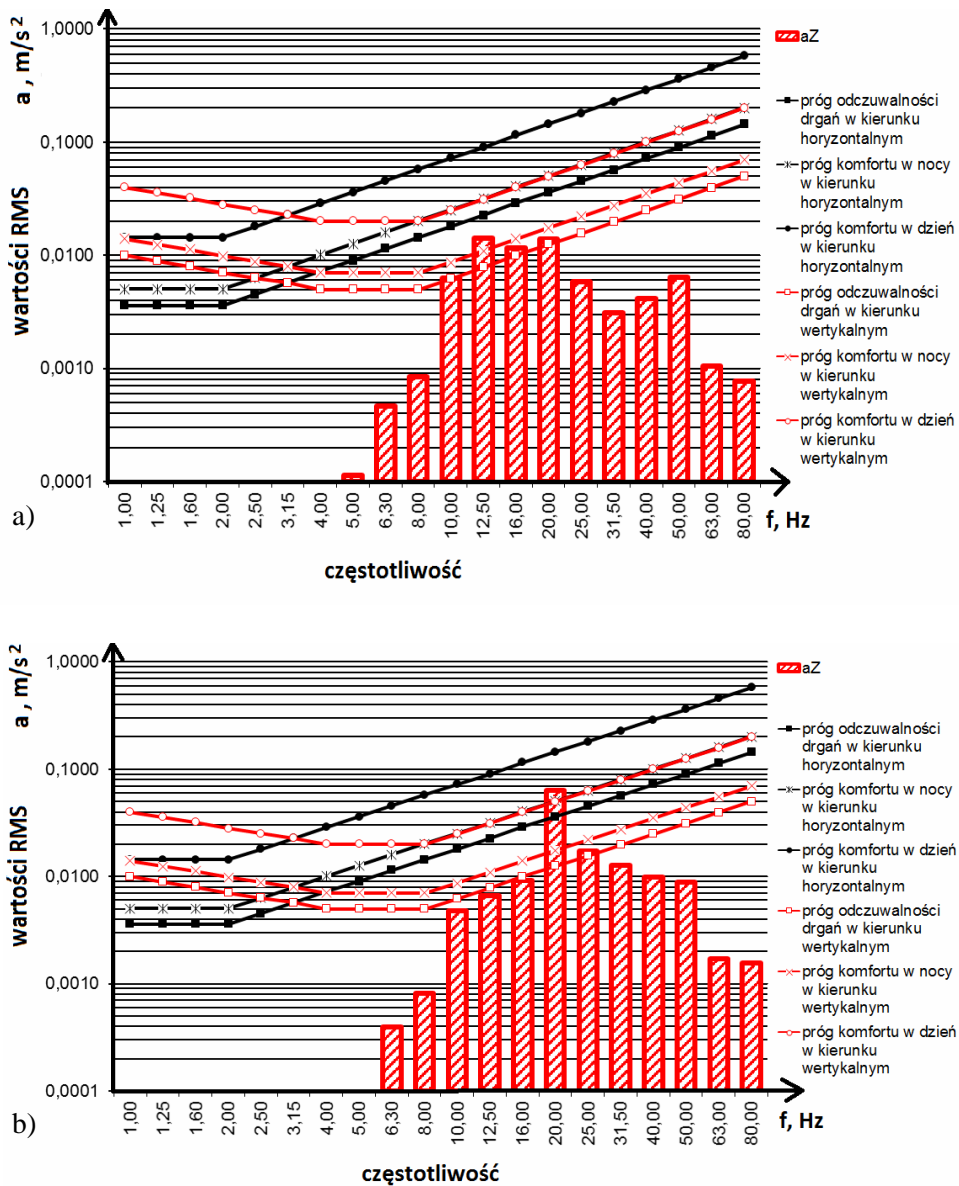 a , m/s²
wartości RMS
1,0000
0,1000
0,0100
0,0010
0,0001
1,00
1,25
1,60
2,00
2,50
3,15
4,00
5,00
6,30
8,00
10,00
12,50
16,00
20,00
25,00
31,50
40,00
50,00
63,00
80,00
f, Hz
częstotliwość
a)
aZ
próg odczuwalności
drgań w kierunku
horyzontalnym
próg komfortu w nocy
w kierunku
horyzontalnym
próg komfortu w dzień
w kierunku
horyzontalnym
próg odczuwalności
drgań w kierunku
wertykalnym
próg komfortu w nocy
w kierunku
wertykalnym
próg komfortu w dzień
w kierunku
wertykalnym
a , m/s²
wartości RMS
1,0000
0,1000
0,0100
0,0010
0,0001
1,00
1,25
1,60
2,00
2,50
3,15
4,00
5,00
6,30
8,00
10,00
12,50
16,00
20,00
25,00
31,50
40,00
50,00
63,00
80,00
f, Hz
częstotliwość
b)
aZ
próg odczuwalności
drgań w kierunku
horyzontalnym
próg komfortu w nocy
w kierunku
horyzontalnym
próg komfortu w dzień
w kierunku
horyzontalnym
próg odczuwalności
drgań w kierunku
wertykalnym
próg komfortu w nocy
w kierunku
wertykalnym
próg komfortu w dzień
w kierunku
wertykalnym